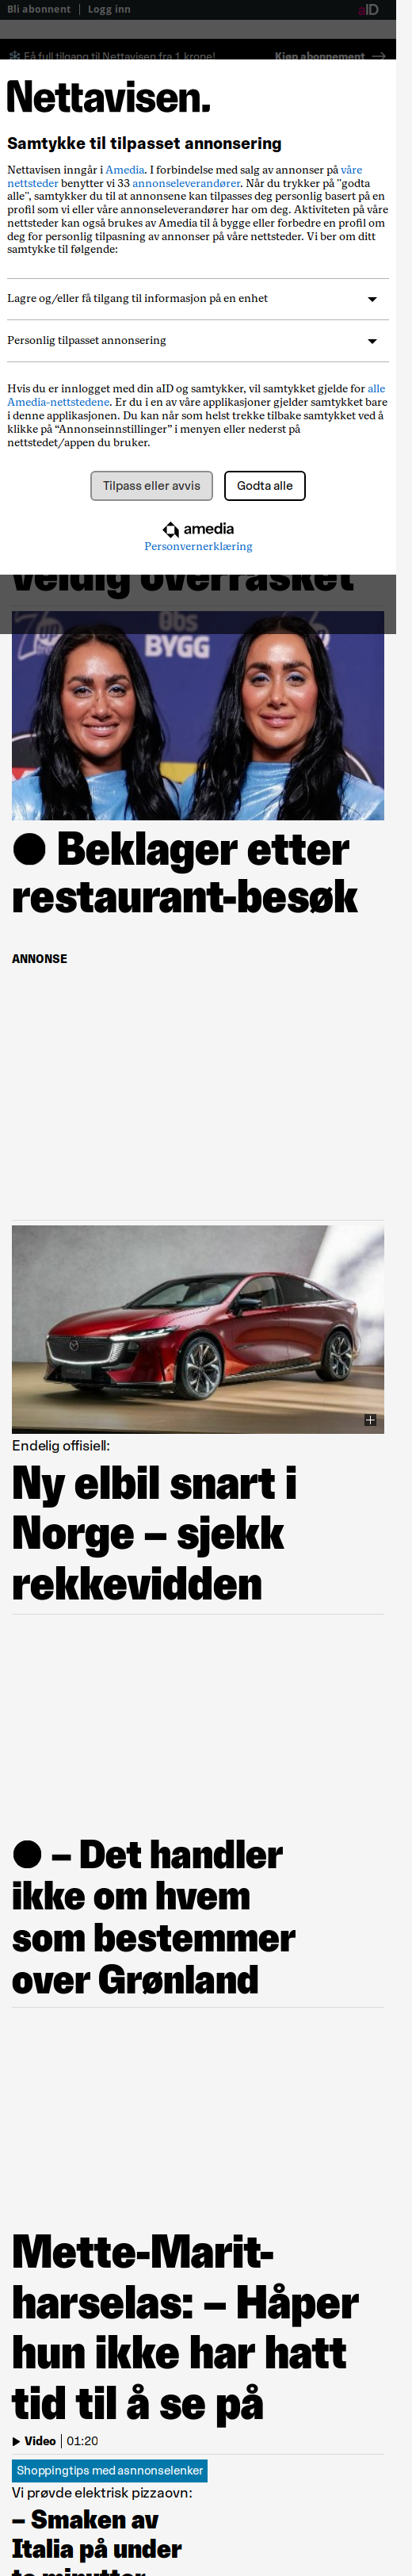 Bli abonnent | Logg inn
aID
Få full tilgang til Nettavisen fra 1 krone!
Kjøp abonnement →
Nettavisen.
Samtykke til tilpasset annonsering
Nettavisen inngår i Amedia. I forbindelse med salg av annonser på våre
nettsteder benytter vi 33 annonseleverandører. Når du trykker på "godta
alle", samtykker du til at annonsene kan tilpasses deg personlig basert på en
profil som vi eller våre annonseleverandører har om deg. Aktiviteten på våre
nettsteder kan også brukes av Amedia til å bygge eller forbedre en profil om
deg for personlig tilpasning av annonser på våre nettsteder. Vi ber om ditt
samtykke til følgende:
Lagre og/eller få tilgang til informasjon på en enhet
Personlig tilpasset annonsering
Hvis du er innlogget med din aID og samtykker, vil samtykket gjelde for alle
Amedia-nettstedene. Er du i en av våre applikasjoner gjelder samtykket bare
i denne applikasjonen. Du kan når som helst trekke tilbake samtykket ved å
klikke på “Annonseinnstillinger” i menyen eller nederst på
nettstedet/appen du bruker.
Tilpass eller avvis
Godta alle
amedia
Personvernerklæring
veldig overrasket
Obs
BYGG
● Beklager etter
restaurant-besøk
ANNONSE
Endelig offisiell:
Ny elbil snart i
Norge – sjekk
rekkevidden
● – Det handler
ikke om hvem
som bestemmer
over Grønland
Mette-Marit-
harselas: – Håper
hun ikke har hatt
tid til å se på
Video | 01:20
Shoppingtips med asnnonselenker
Vi prøvde elektrisk pizzaovn:
– Smaken av
Italia på under
to minutter